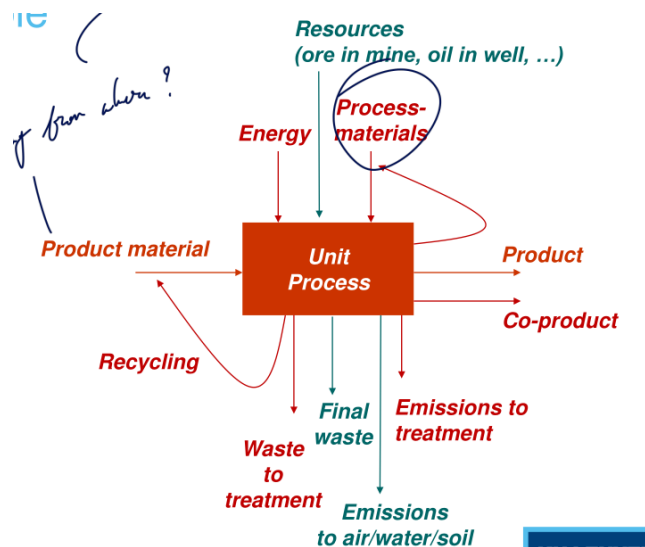 Resources
(ore in mine, oil in well, …)
from where?
Process-
materials
Energy
Product material
Unit
Process
Product
Co-product
Recycling
Final
waste
Emissions to
treatment
Waste
to
treatment
Emissions
to air/water/soil